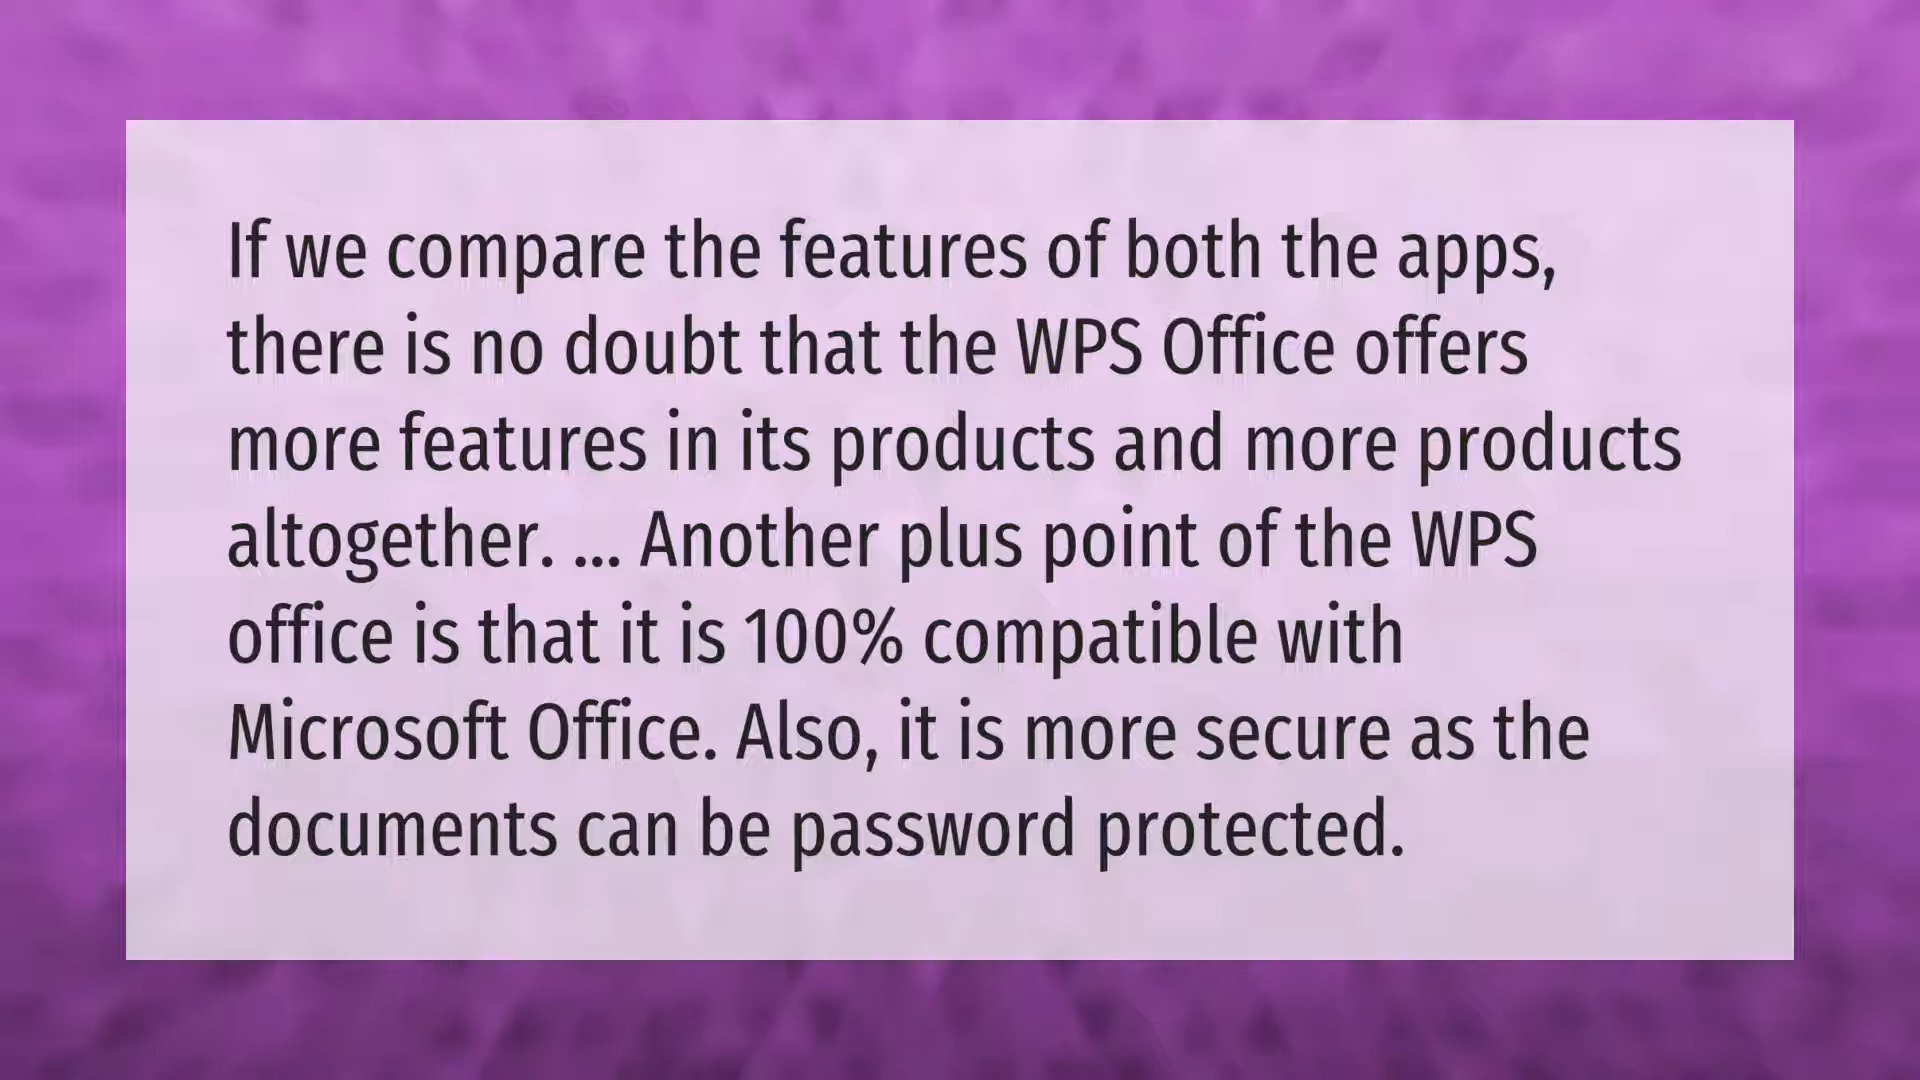 If we compare the features of both the apps,
there is no doubt that the WPS Office offers
more features in its products and more products
altogether. ... Another plus point of the WPS
office is that it is 100% compatible with
Microsoft Office. Also, it is more secure as the
documents can be password protected.